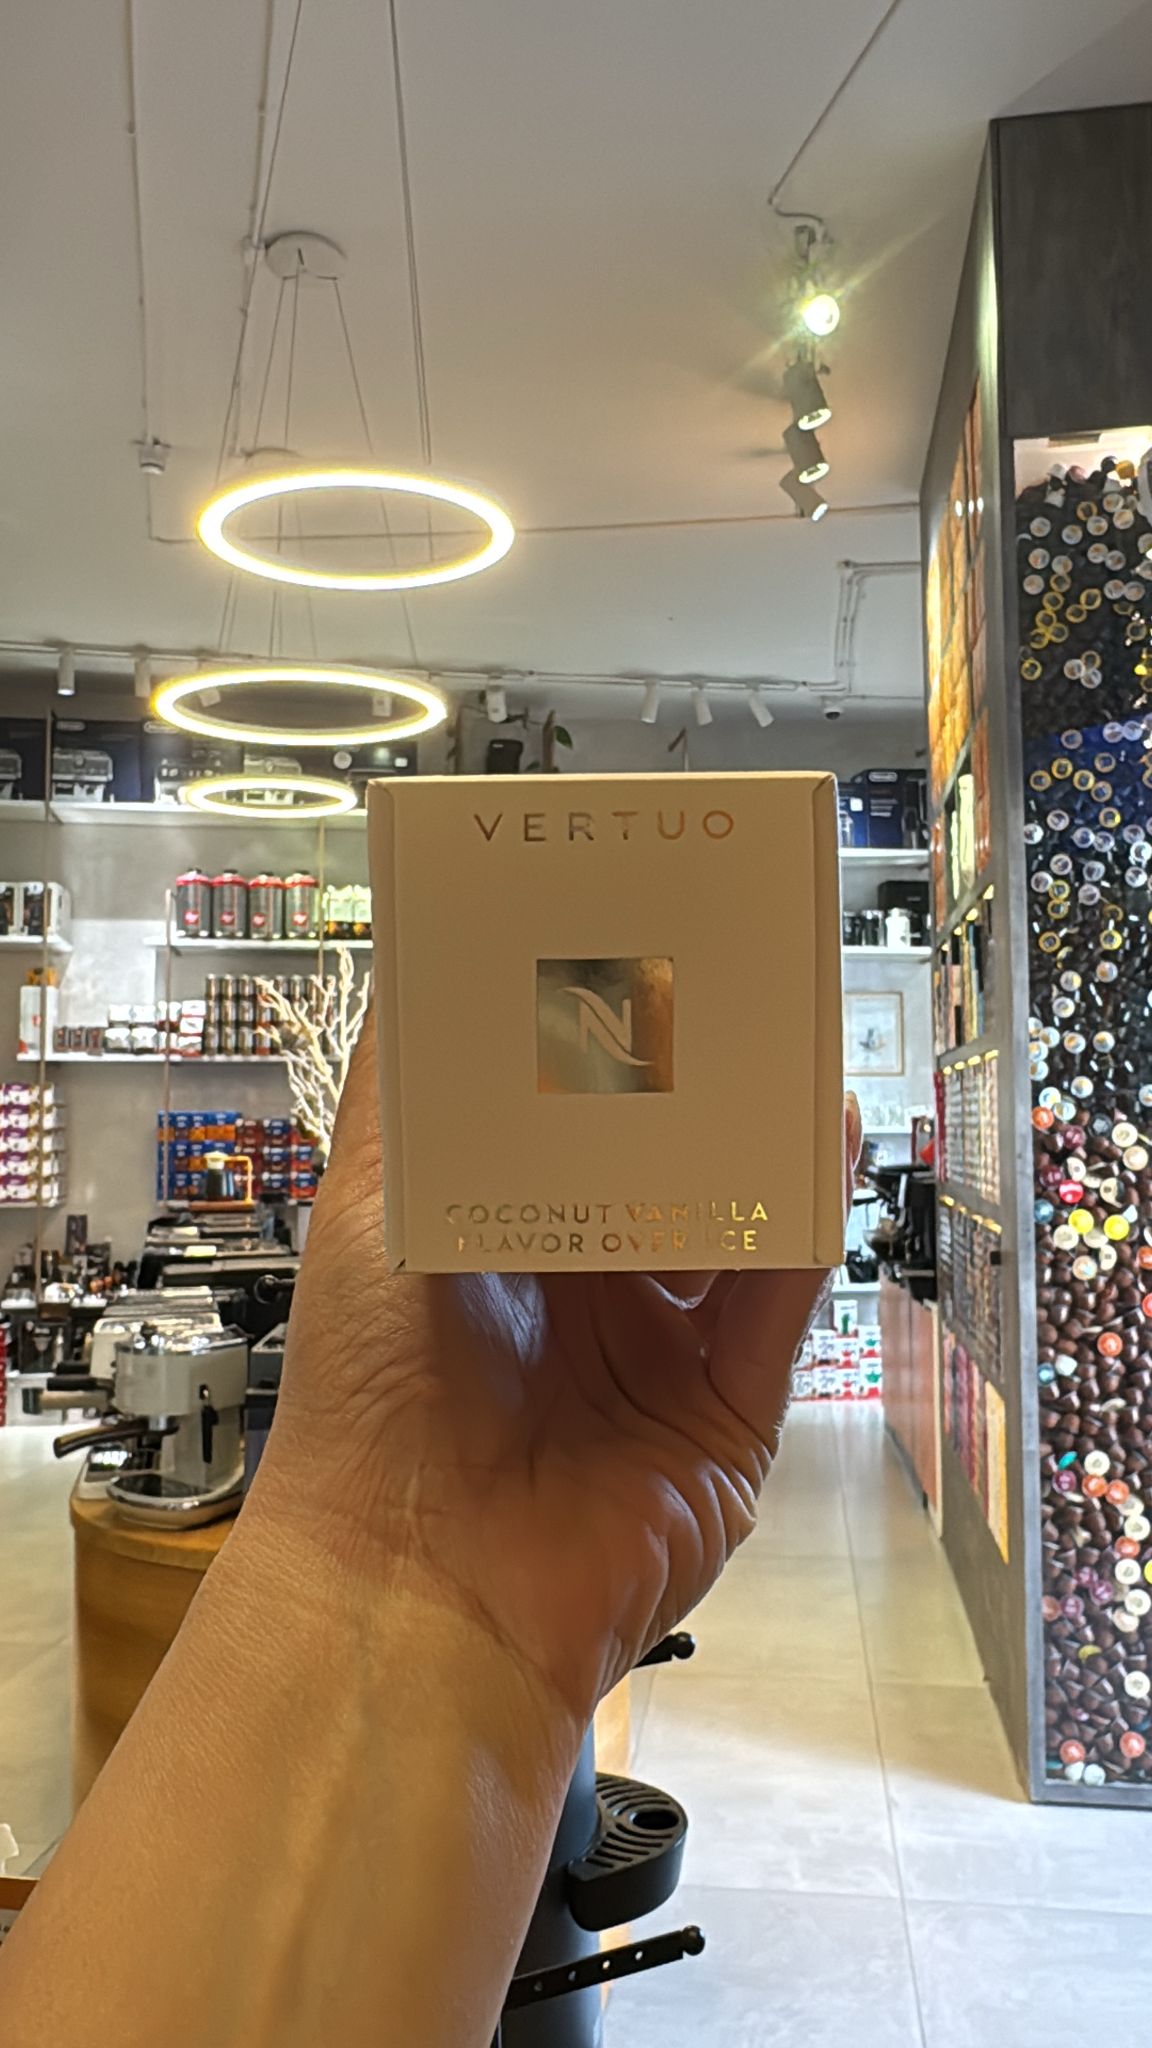 VERTUO
N
COCONUT VANILLA
FLAVOR OVER ICE